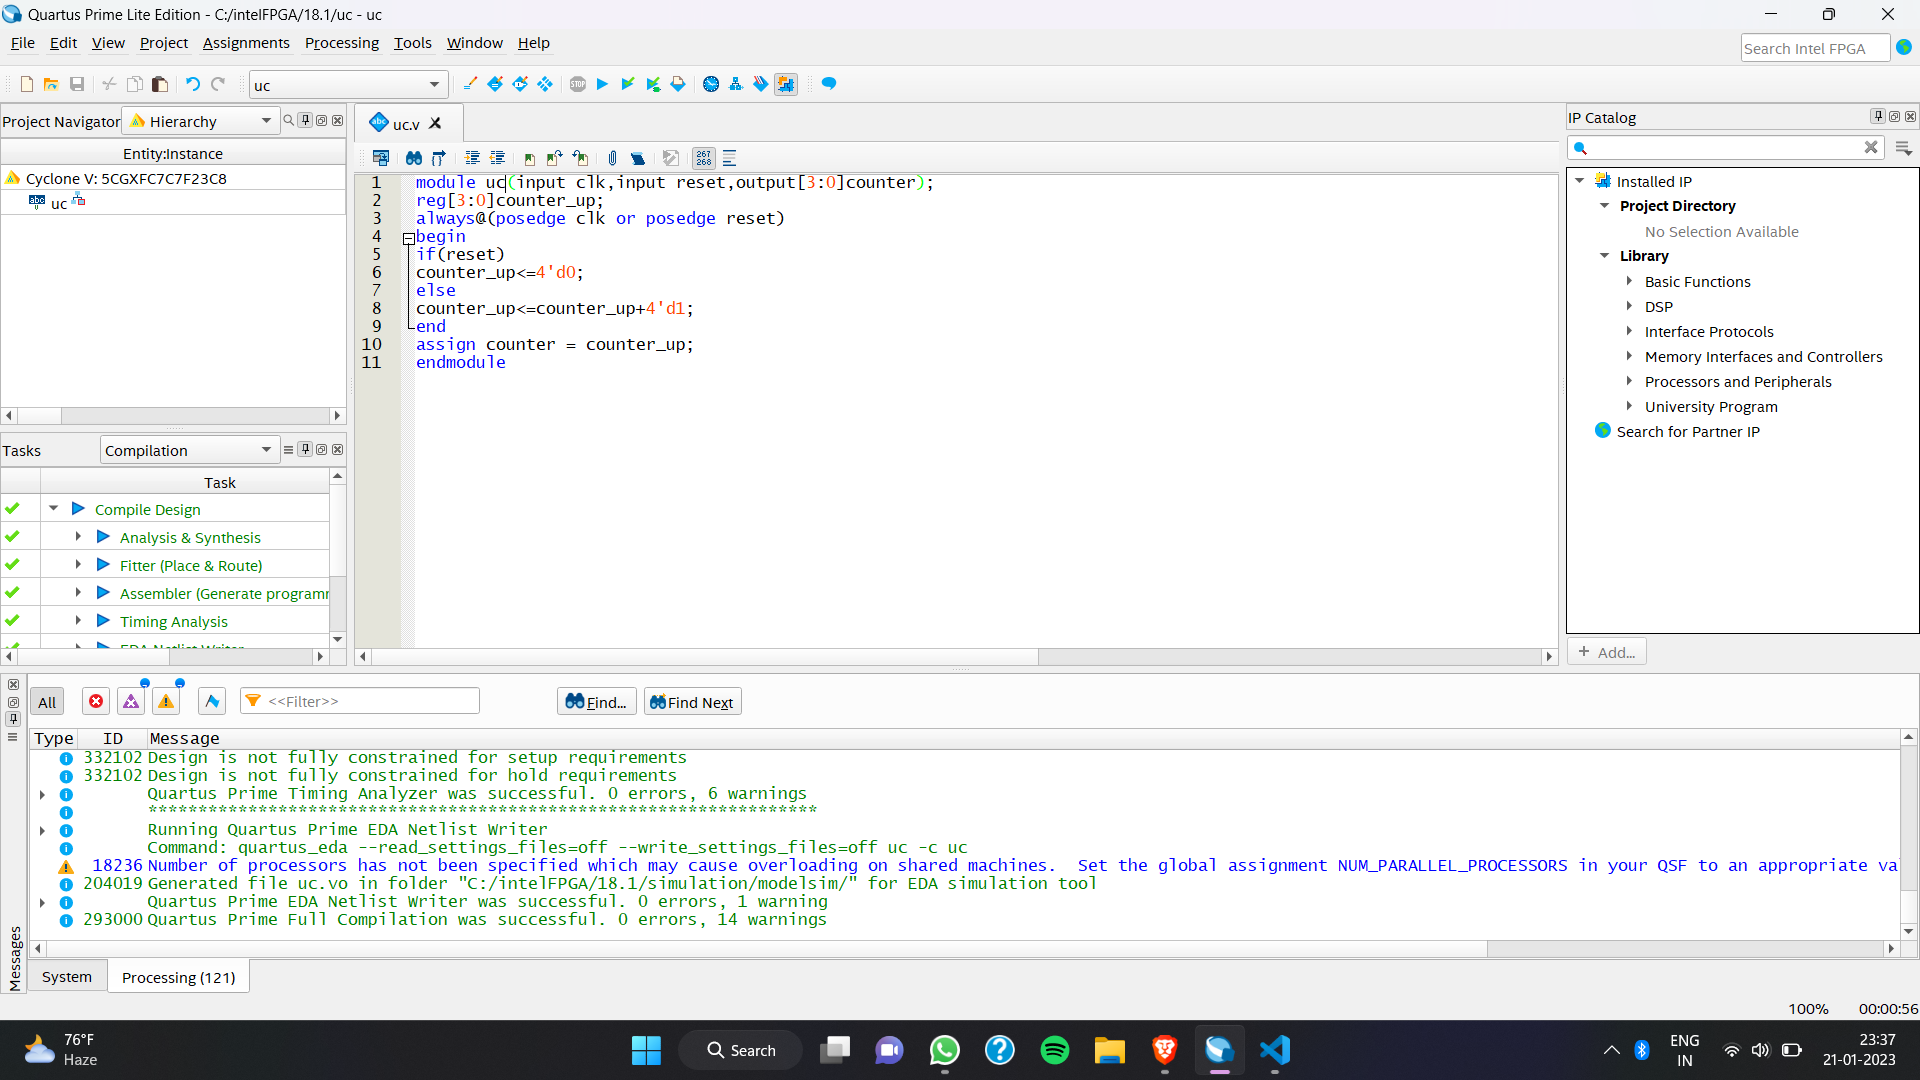 Quartus Prime Lite Edition - C:/intelFPGA/18.1/uc - uc
File Edit View Project Assignments Processing Tools Window Help
Search Intel FPGA
uc
Project Navigator Hierarchy
Entity:Instance
Cyclone V: 5CGXFC7C7F23C8
abc uc
Tasks Compilation
Task
Compile Design
Analysis & Synthesis
Fitter (Place & Route)
Assembler (Generate programm
Timing Analysis
EDA Netlist Writer
abc uc.v
267
268
1 module uc(input clk,input reset,output[3:0]counter);
2 reg[3:0]counter_up;
3 always@(posedge clk or posedge reset)
4 begin
5 if(reset)
6 counter_up<=4'd0;
7 else
8 counter_up<=counter_up+4'd1;
9 end
10 assign counter = counter_up;
11 endmodule
IP Catalog
Installed IP
Project Directory
No Selection Available
Library
Basic Functions
DSP
Interface Protocols
Memory Interfaces and Controllers
Processors and Peripherals
University Program
Search for Partner IP
+ Add...
All <<Filter>> Find... Find Next
Type ID Message
332102 Design is not fully constrained for setup requirements
332102 Design is not fully constrained for hold requirements
Quartus Prime Timing Analyzer was successful. 0 errors, 6 warnings
*******************************************************************
Running Quartus Prime EDA Netlist Writer
Command: quartus_eda --read_settings_files=off --write_settings_files=off uc -c uc
18236 Number of processors has not been specified which may cause overloading on shared machines.  Set the global assignment NUM_PARALLEL_PROCESSORS in your QSF to an appropriate va
204019 Generated file uc.vo in folder "C:/intelFPGA/18.1/simulation/modelsim/" for EDA simulation tool
Quartus Prime EDA Netlist Writer was successful. 0 errors, 1 warning
293000 Quartus Prime Full Compilation was successful. 0 errors, 14 warnings
Messages
System Processing (121)
100% 00:00:56
76°F
Haze
Search
ENG
IN
23:37
21-01-2023